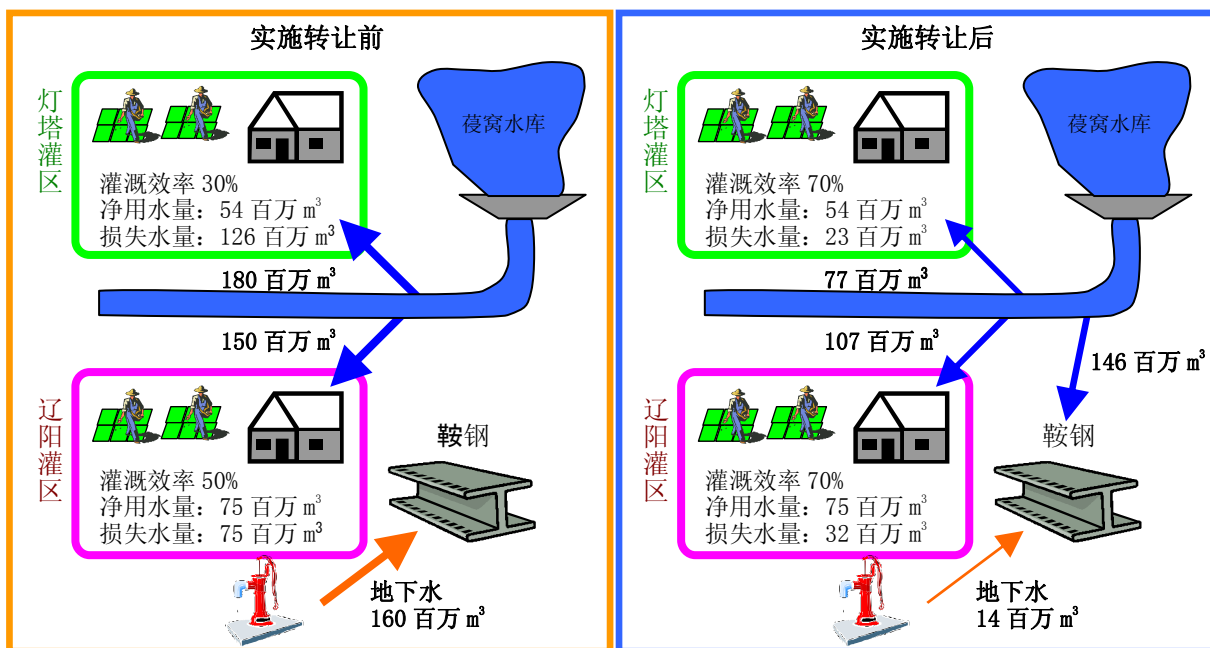 实施转让前
灯塔灌区
葠窝水库
灌溉效率 30%
净用水量：54 百万 m³
损失水量：126 百万 m³
180 百万 m³
150 百万 m³
辽阳灌区
鞍钢
灌溉效率 50%
净用水量：75 百万 m³
损失水量：75 百万 m³
地下水
160 百万 m³
实施转让后
灯塔灌区
葠窝水库
灌溉效率 70%
净用水量：54 百万 m³
损失水量：23 百万 m³
77 百万 m³
107 百万 m³
146 百万 m³
辽阳灌区
鞍钢
灌溉效率 70%
净用水量：75 百万 m³
损失水量：32 百万 m³
地下水
14 百万 m³